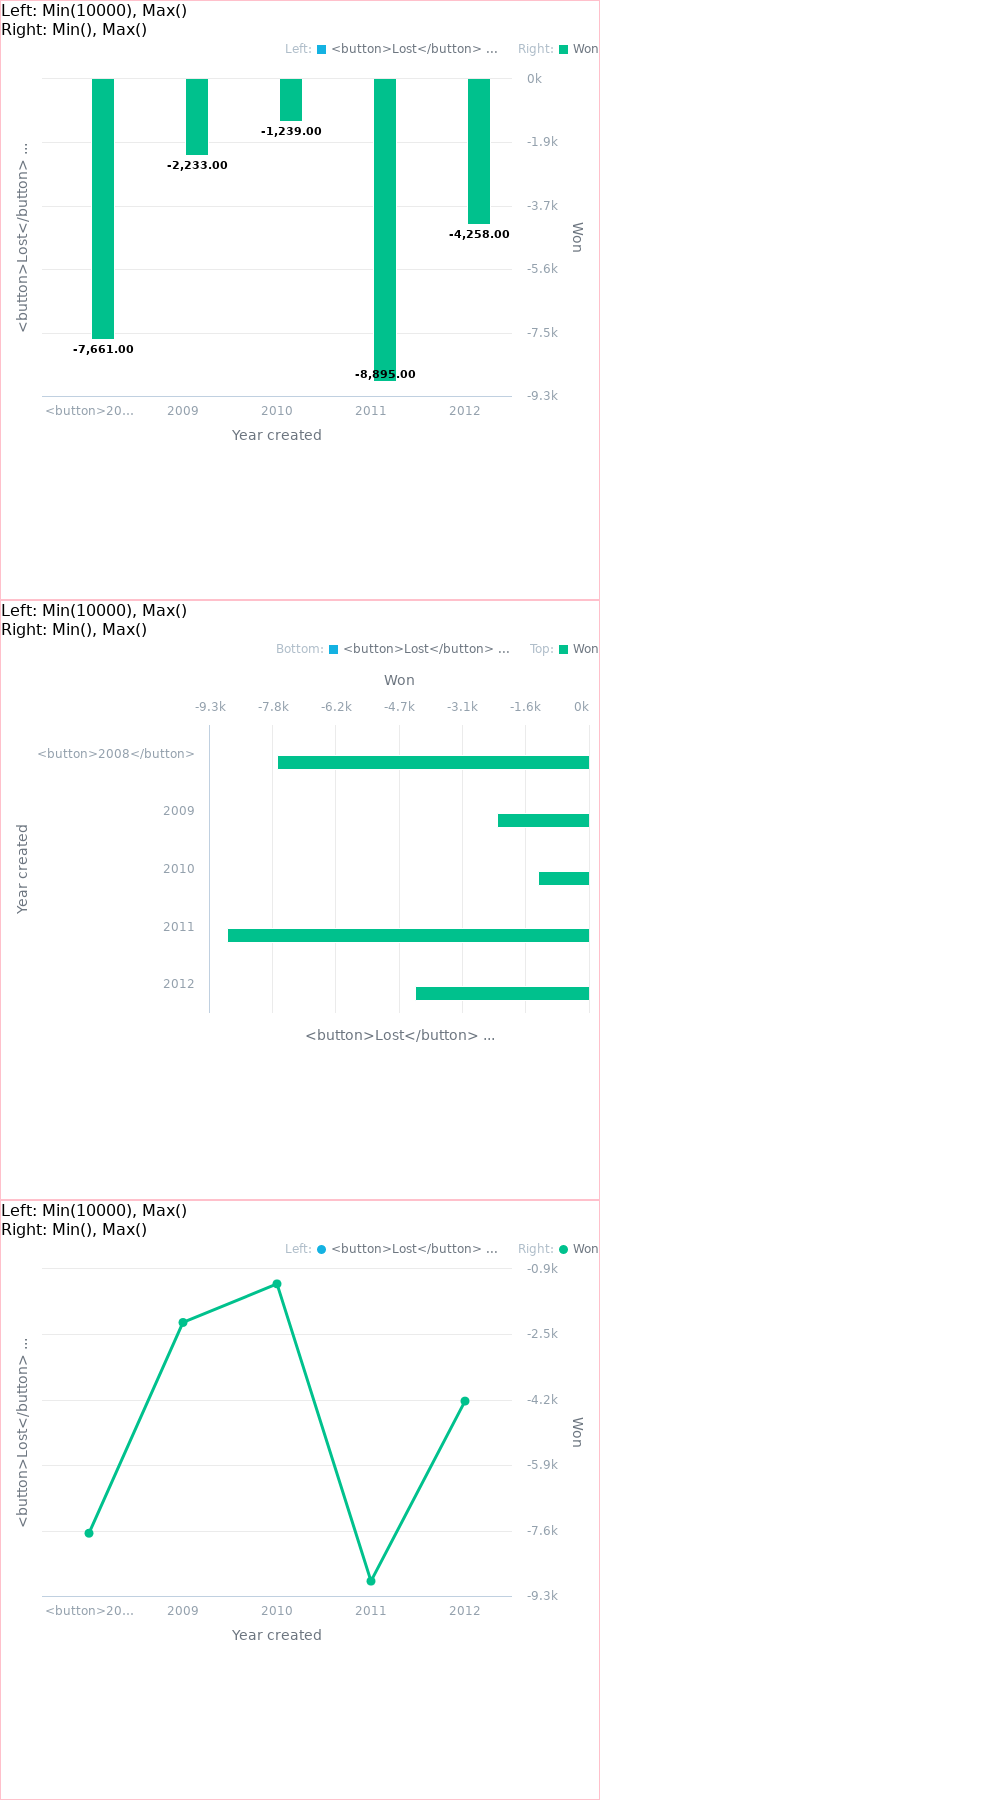 Left: Min(10000), Max()
Right: Min(), Max()
Left: <button>Lost</button> ... Right: Won
0k
-1.9k
-3.7k
-5.6k
-7.5k
-9.3k
<button>Lost</button> ...
Won
-7,661.00
-2,233.00
-1,239.00
-8,895.00
-4,258.00
<button>20... 2009 2010 2011 2012
Year created
Left: Min(10000), Max()
Right: Min(), Max()
Bottom: <button>Lost</button> ... Top: Won
Won
-9.3k -7.8k -6.2k -4.7k -3.1k -1.6k 0k
<button>2008</button>
2009
2010
2011
2012
Year created
<button>Lost</button> ...
Left: Min(10000), Max()
Right: Min(), Max()
Left: <button>Lost</button> ... Right: Won
-0.9k
-2.5k
-4.2k
-5.9k
-7.6k
-9.3k
<button>Lost</button> ...
Won
<button>20... 2009 2010 2011 2012
Year created